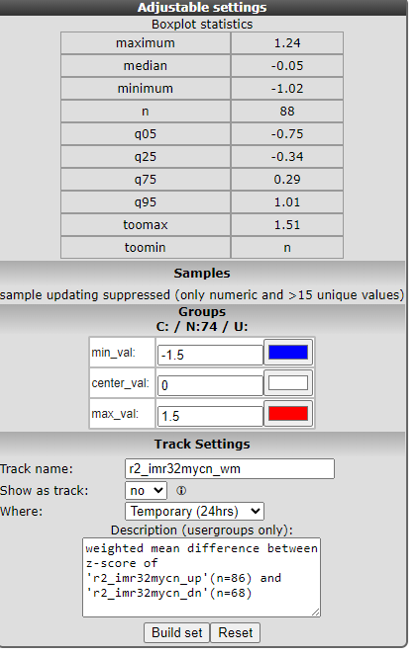 Adjustable settings
Boxplot statistics
maximum 1.24
median -0.05
minimum -1.02
n 88
q05 -0.75
q25 -0.34
q75 0.29
q95 1.01
toomax 1.51
toomin n
Samples
sample updating suppressed (only numeric and >15 unique values)
Groups
C: / N:74 / U:
min_val: -1.5
center_val: 0
max_val: 1.5
Track Settings
Track name: r2_imr32mycn_wm
Show as track: no
Where: Temporary (24hrs)
Description (usergroups only):
weighted mean difference between
z-score of
'r2_imr32mycn_up'(n=86) and
'r2_imr32mycn_dn'(n=68)
Build set Reset